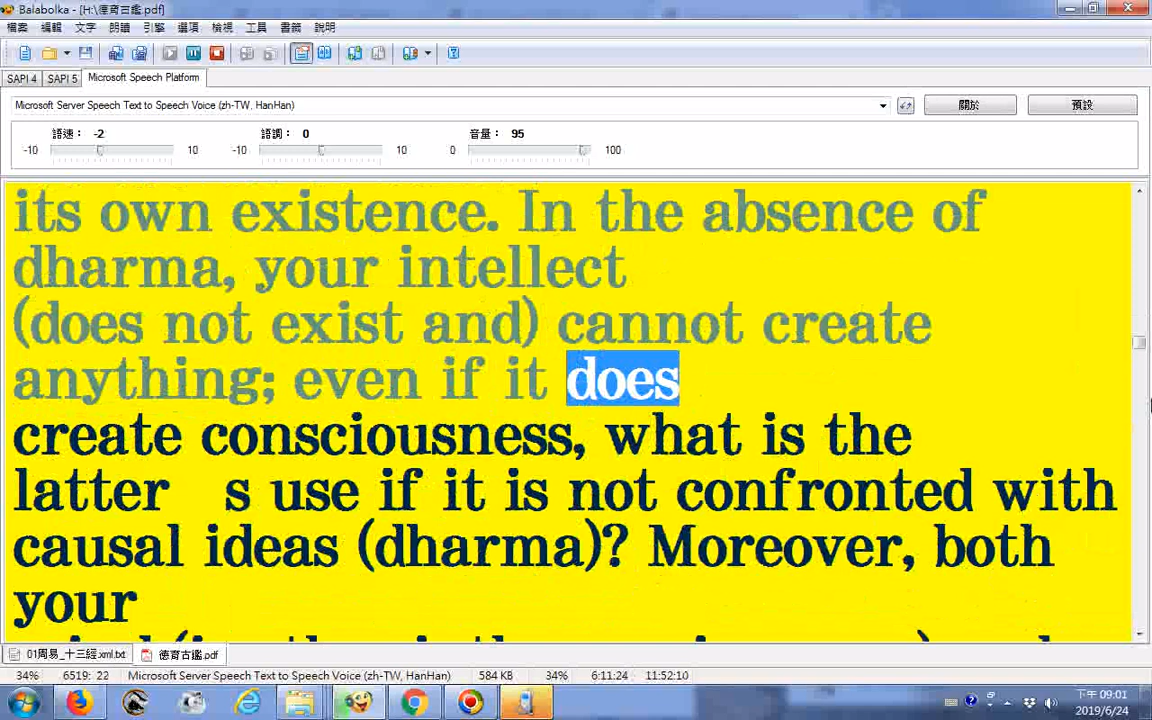 Balabolka - [H:\德育古鑑.pdf]
檔案 編輯 文字 朗讀 引擎 選項 檢視 工具 書籤 說明
SAPI 4 SAPI 5 Microsoft Speech Platform
Microsoft Server Speech Text to Speech Voice (zh-TW, HanHan) 關於 預設
語速： -2 語調： 0 音量： 95
-10 10 -10 10 0 100
its own existence. In the absence of
dharma, your intellect
(does not exist and) cannot create
anything; even if it does
create consciousness, what is the
latter s use if it is not confronted with
causal ideas (dharma)? Moreover, both
your
01周易_十三經.xml.txt 德育古鑑.pdf
34% 6519: 22 Microsoft Server Speech Text to Speech Voice (zh-TW, HanHan) 584 KB 34% 6:11:24 11:52:10
下午 09:01
2019/6/24